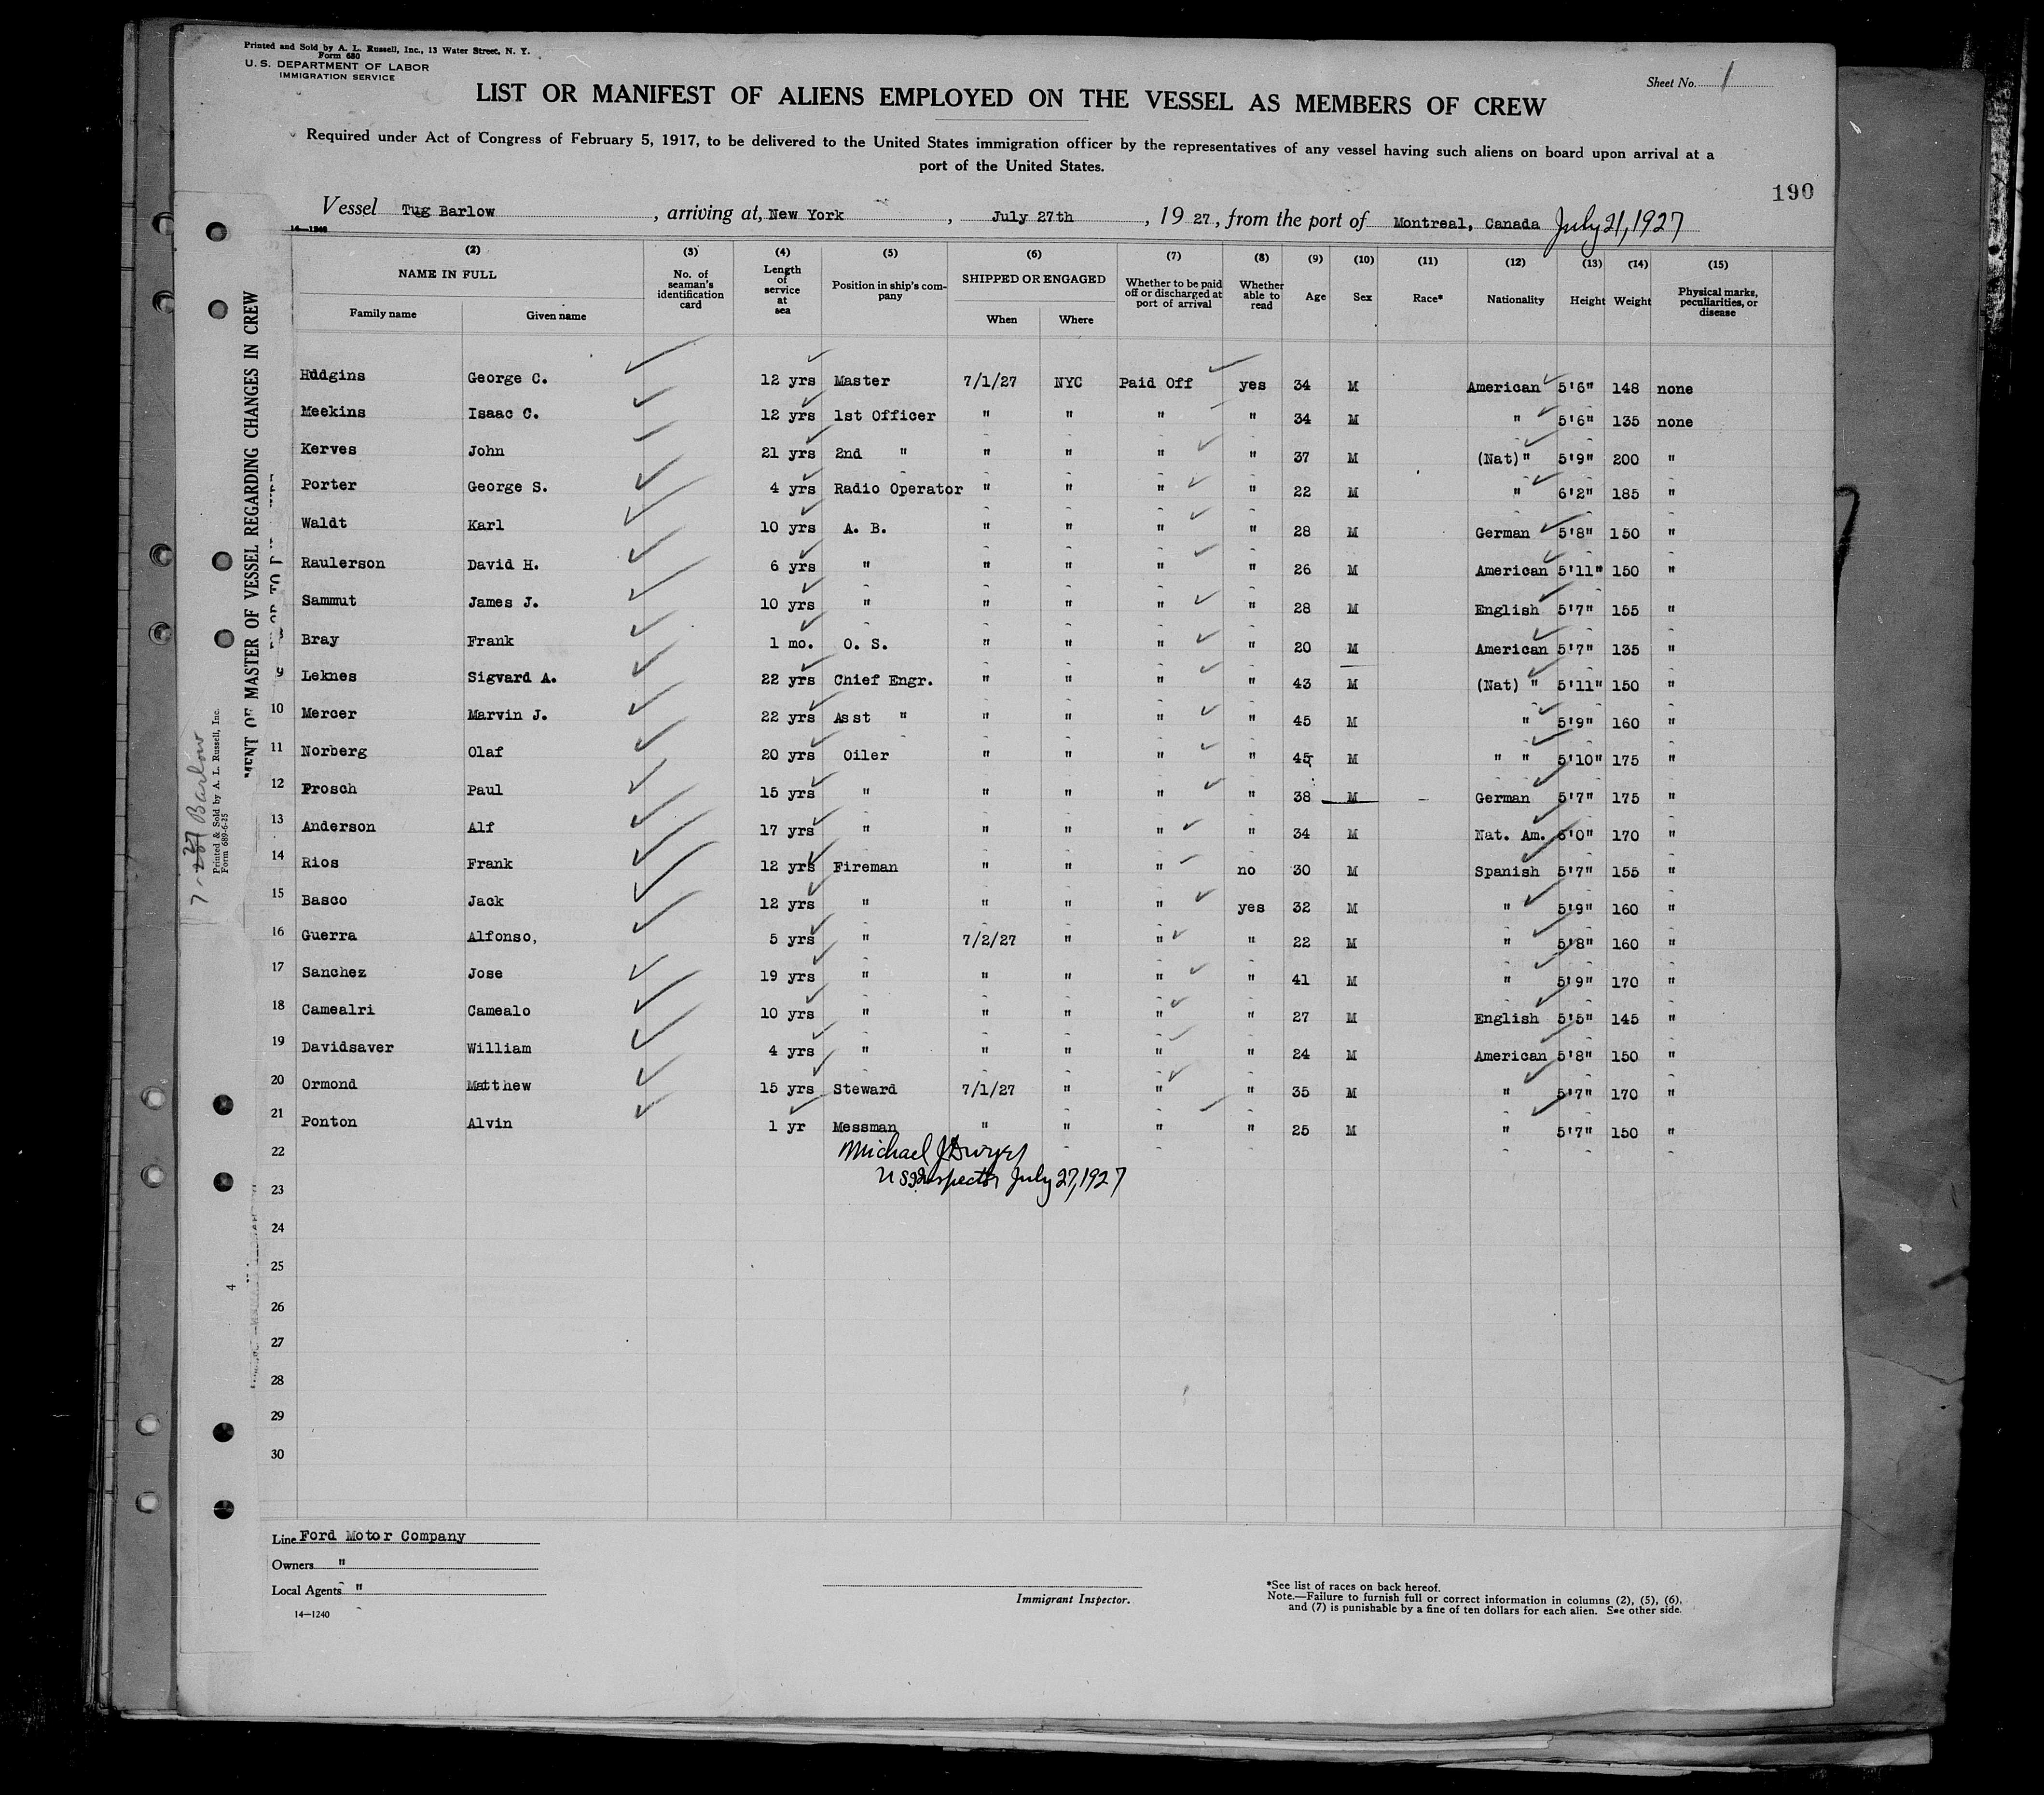 Printed and Sold by A. L. Russell, Inc., 13 Water Street, N. Y.
Form 680
U. S. DEPARTMENT OF LABOR
IMMIGRATION SERVICE
Sheet No. 1
LIST OR MANIFEST OF ALIENS EMPLOYED ON THE VESSEL AS MEMBERS OF CREW
Required under Act of Congress of February 5, 1917, to be delivered to the United States immigration officer by the representatives of any vessel having such aliens on board upon arrival at a
port of the United States.
190
Vessel Tug Barlow, arriving at, New York, July 27th, 19 27, from the port of Montreal, Canada July 21, 1927
14—1240
(2) (3) (4) (5) (6) (7) (8) (9) (10) (11) (12) (13) (14) (15)
NAME IN FULL No. of seaman's identification card Length of service at sea Position in ship's company SHIPPED OR ENGAGED Whether to be paid off or discharged at port of arrival Whether able to read Age Sex Race* Nationality Height Weight Physical marks, peculiarities, or disease
Family name Given name When Where
Hudgins George C. 12 yrs Master 7/1/27 NYC Paid Off yes 34 M American 5'6" 148 none
Meekins Isaac C. 12 yrs 1st Officer " " " " 34 M " 5'6" 135 none
Kerves John 21 yrs 2nd " " " " " 37 M (Nat)" 5'9" 200 "
Porter George S. 4 yrs Radio Operator " " " " 22 M " 6'2" 185 "
Waldt Karl 10 yrs A. B. " " " " 28 M German 5'8" 150 "
Raulerson David H. 6 yrs " " " " " 26 M American 5'11" 150 "
Sammut James J. 10 yrs " " " " " 28 M English 5'7" 155 "
8 Bray Frank 1 mo. O. S. " " " " 20 M American 5'7" 135 "
9 Leknes Sigvard A. 22 yrs Chief Engr. " " " " 43 M (Nat) " 5'11" 150 "
10 Mercer Marvin J. 22 yrs Asst " " " " " 45 M " 5'9" 160 "
11 Norberg Olaf 20 yrs Oiler " " " " 45 M " " 5'10" 175 "
12 Prosch Paul 15 yrs " " " " " 38 M German 5'7" 175 "
13 Anderson Alf 17 yrs " " " " " 34 M Nat. Am. 6'0" 170 "
14 Rios Frank 12 yrs Fireman " " " no 30 M Spanish 5'7" 155 "
15 Basco Jack 12 yrs " " " " yes 32 M " 5'9" 160 "
16 Guerra Alfonso, 5 yrs " 7/2/27 " " " 22 M " 5'8" 160 "
17 Sanchez Jose 19 yrs " " " " " 41 M " 5'9" 170 "
18 Camealri Camealo 10 yrs " " " " " 27 M English 5'5" 145 "
19 Davidsaver William 4 yrs " " " " " 24 M American 5'8" 150 "
20 Ormond Matthew 15 yrs Steward 7/1/27 " " " 35 M " 5'7" 170 "
21 Ponton Alvin 1 yr Messman " " " " 25 M " 5'7" 150 "
22 Michael J Dwyer
23 U S Inspector July 27, 1927
24
25
26
27
28
29
30
Line Ford Motor Company
Owners "
Local Agents "
14—1240
Immigrant Inspector.
*See list of races on back hereof.
Note.—Failure to furnish full or correct information in columns (2), (5), (6),
and (7) is punishable by a fine of ten dollars for each alien. See other side.
MENT OF MASTER OF VESSEL REGARDING CHANGES IN CREW
Printed & Sold by A. L. Russell, Inc.
Form 689-6-25
Barlow
4